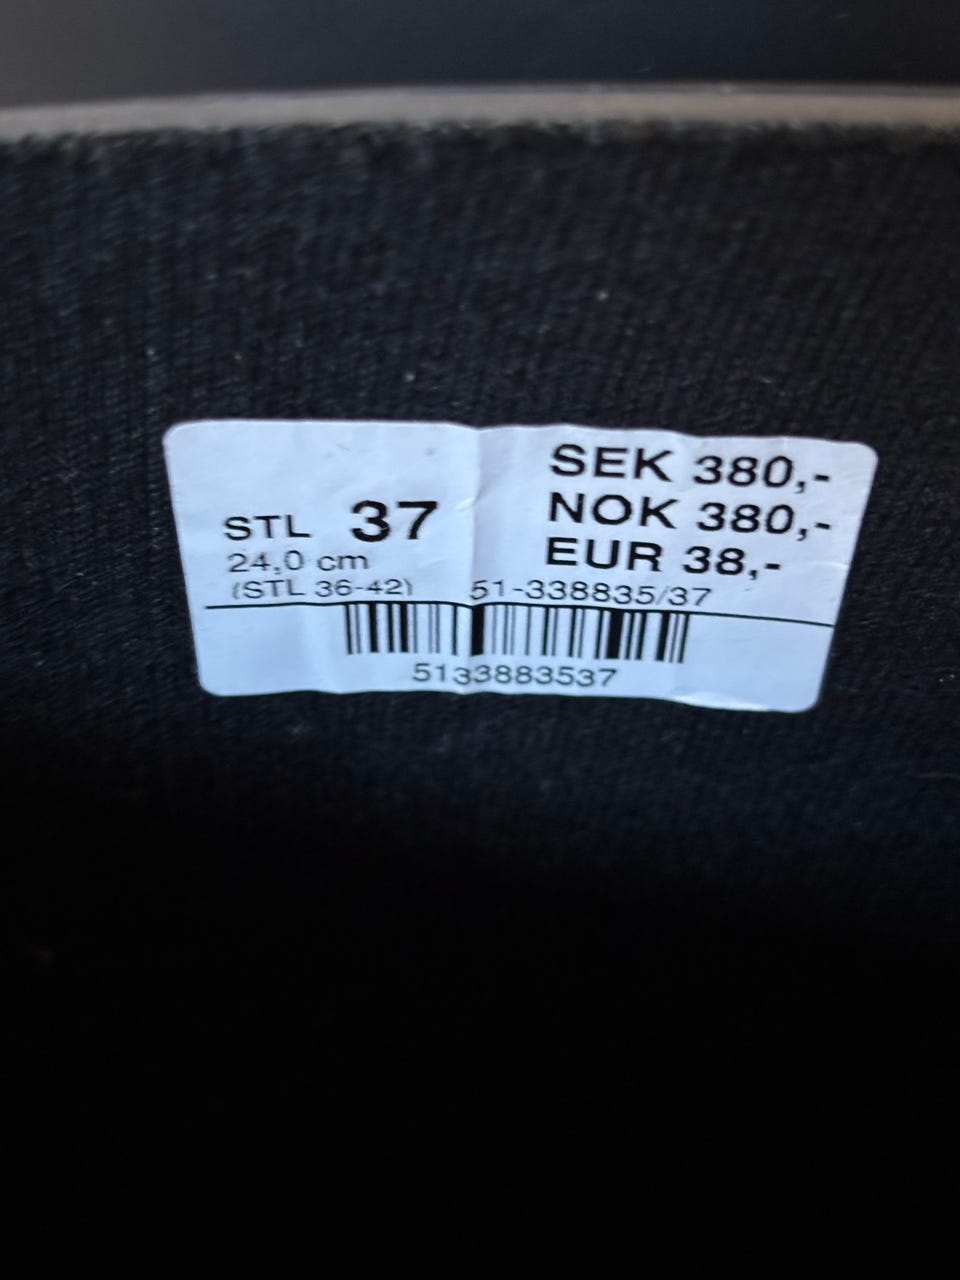 SEK 380,-
NOK 380,-
EUR 38,-
STL 37
24,0 cm
(STL 36-42)
51-338835/37
5133883537